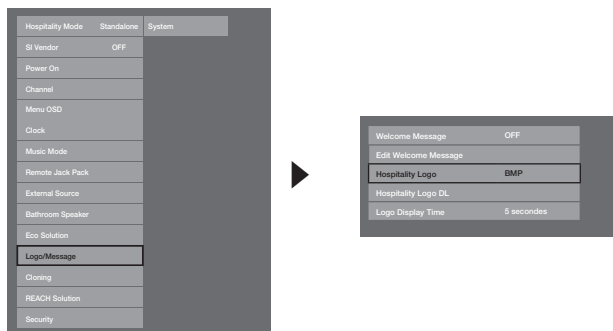 Hospitality Mode Standalone System
SI Vendor OFF
Power On
Channel
Menu OSD
Clock
Music Mode
Remote Jack Pack
External Source
Bathroom Speaker
Eco Solution
Logo/Message
Cloning
REACH Solution
Security
Welcome Message OFF
Edit Welcome Message
Hospitality Logo BMP
Hospitality Logo DL
Logo Display Time 5 secondes